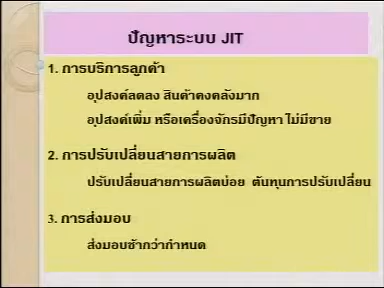 ปัญหาระบบ JIT
1. การบริการลูกค้า
อุปสงค์ลดลง สินค้าคงคลังมาก
อุปสงค์เพิ่ม หรือเครื่องจักรมีปัญหา ไม่มีขาย
2. การปรับเปลี่ยนสายการผลิต
ปรับเปลี่ยนสายการผลิตบ่อย ต้นทุนการปรับเปลี่ยน
3. การส่งมอบ
ส่งมอบช้ากว่ากำหนด